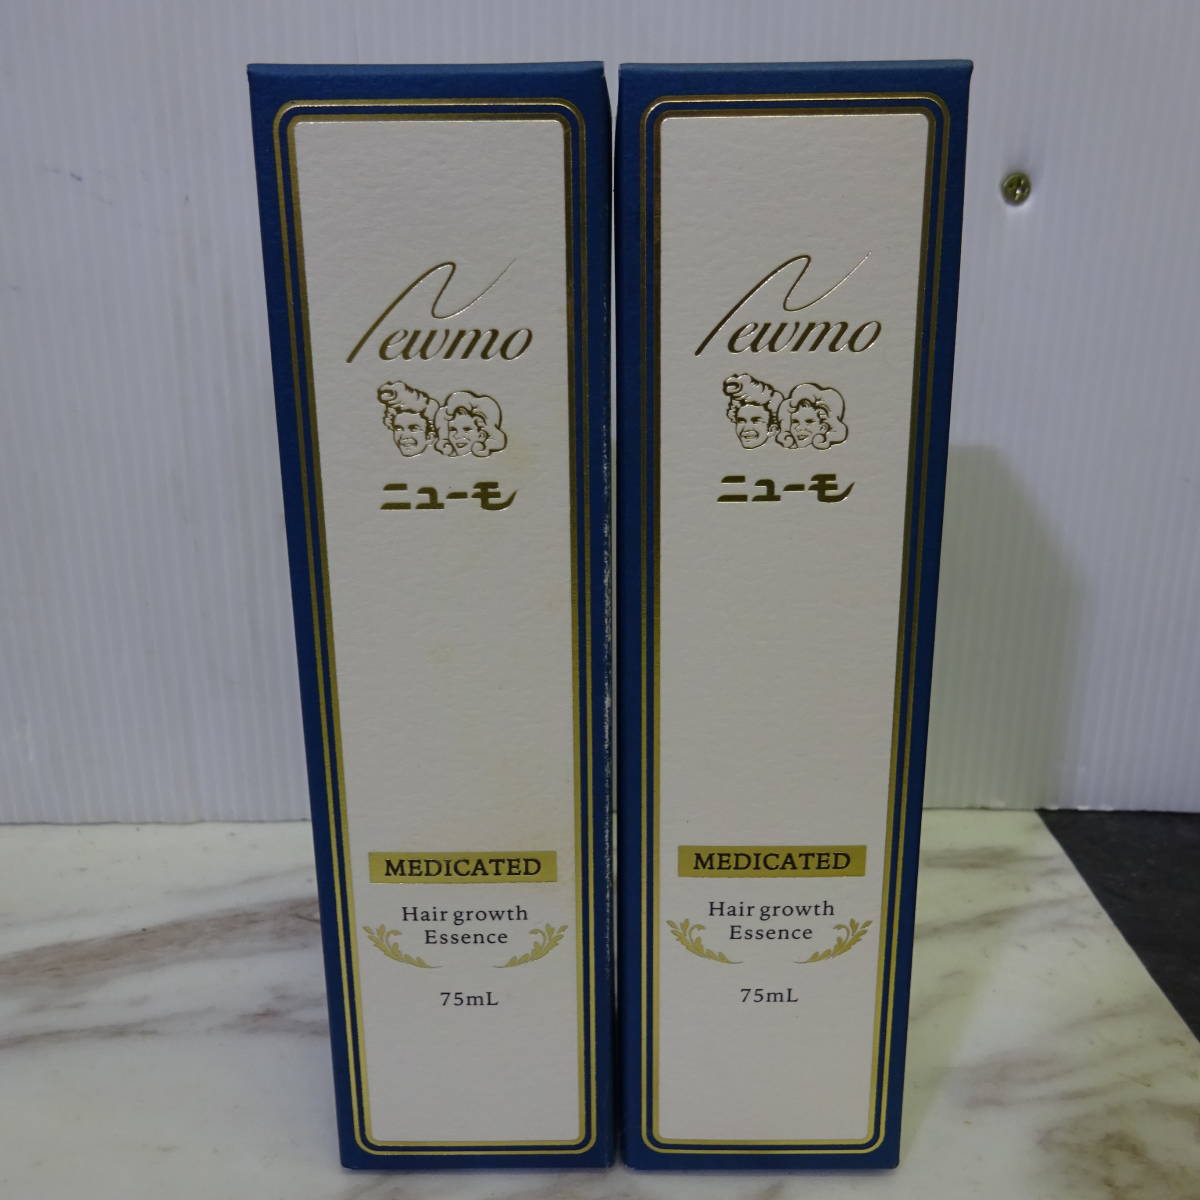 Newmo
ニューモ
MEDICATED
Hair growth
Essence
75mL
Newmo
ニューモ
MEDICATED
Hair growth
Essence
75mL